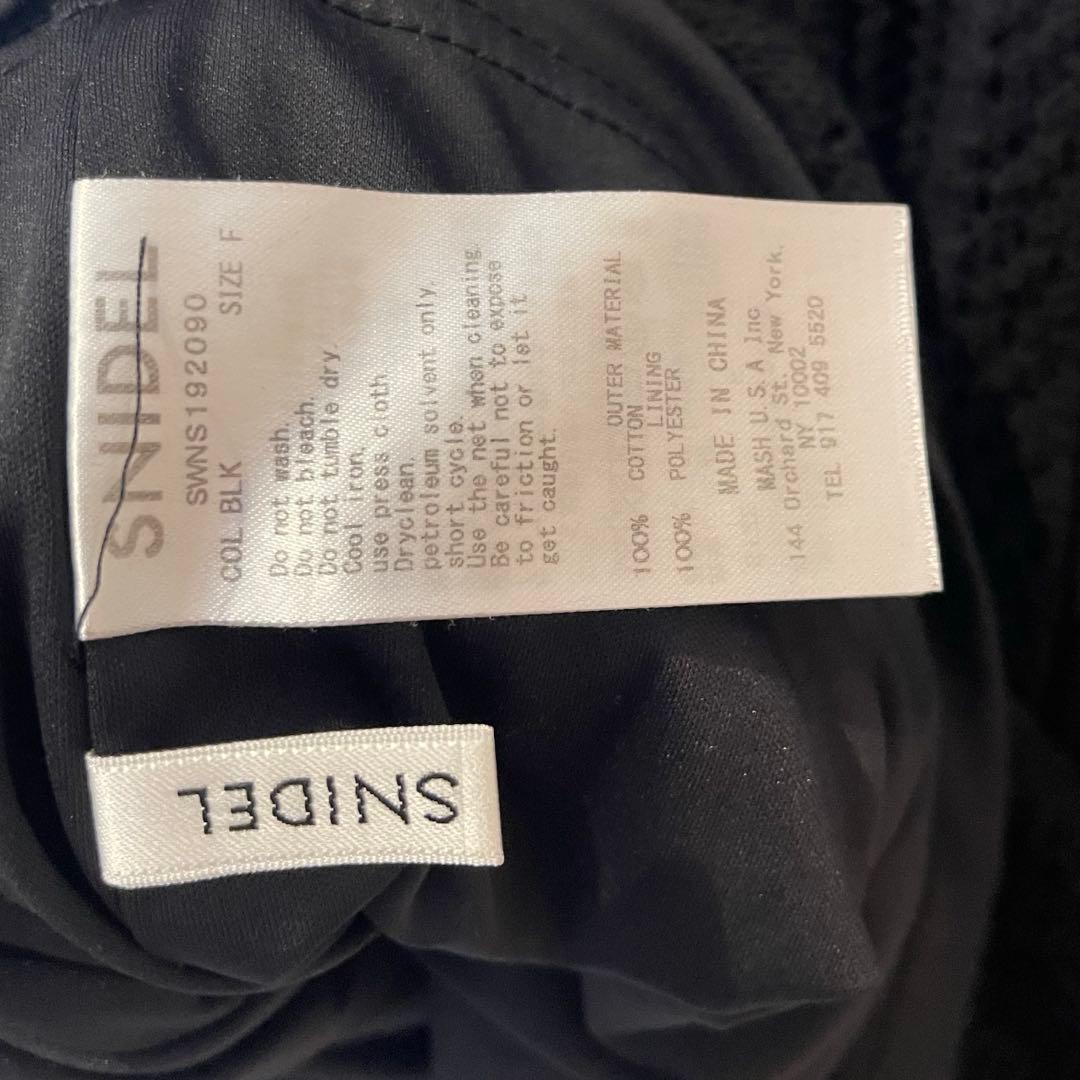 SNIDEL
SWNS192090
COL BLK SIZE F
Do not wash.
Do not bleach.
Do not tumble dry.
Cool iron.
use press cloth
Dryclean.
petroleum solvent only,
short cycle.
Use the net when cleaning.
Be careful not to expose
to friction or let it
get caught.
OUTER MATERIAL
100% COTTON
LINING
100% POLYESTER
MADE IN CHINA
MASH U.S.A Inc
144 Orchard St. New York.
NY 10002
TEL 917 409 5520
SNIDEL